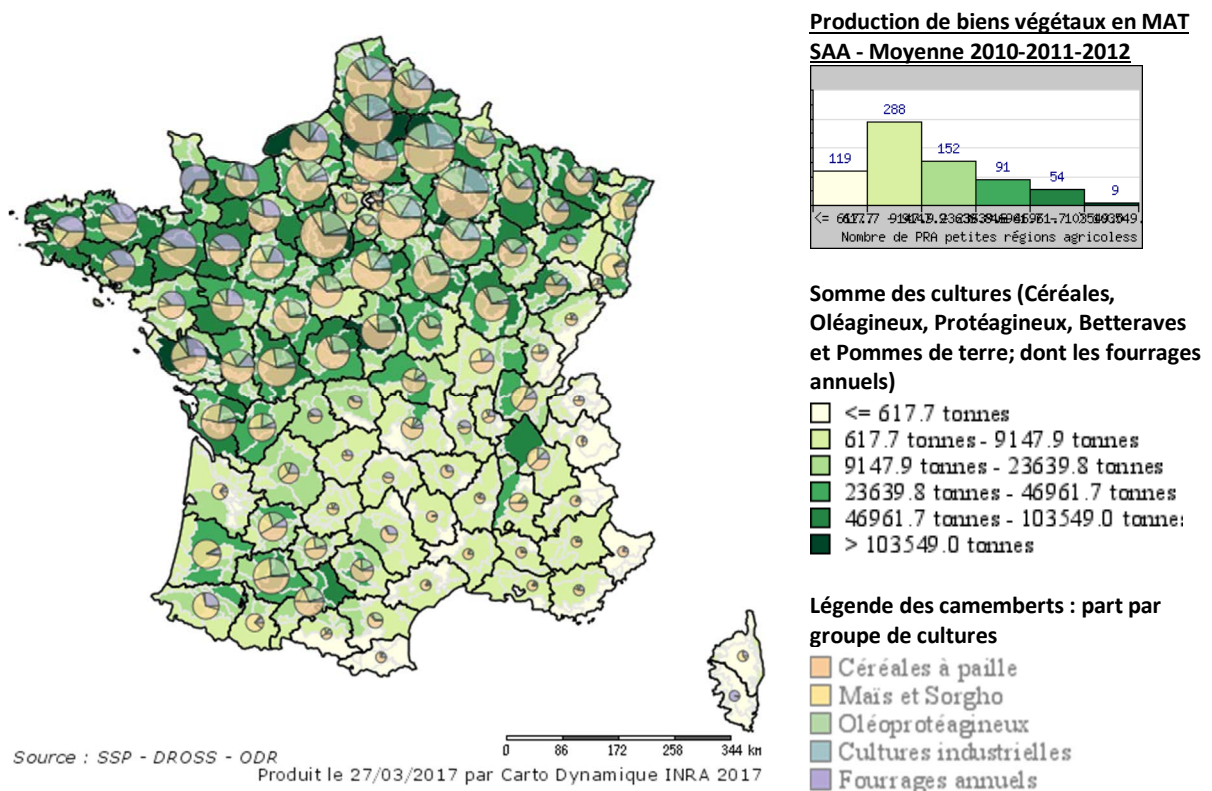 Production de biens végétaux en MAT
SAA - Moyenne 2010-2011-2012
288
152
119
91
54
9
Nombre de PRA petites régions agricoless
Somme des cultures (Céréales,
Oléagineux, Protéagineux, Betteraves
et Pommes de terre; dont les fourrages
annuels)
<= 617.7 tonnes
617.7 tonnes - 9147.9 tonnes
9147.9 tonnes - 23639.8 tonnes
23639.8 tonnes - 46961.7 tonnes
46961.7 tonnes - 103549.0 tonnes
> 103549.0 tonnes
Légende des camemberts : part par
groupe de cultures
Céréales à paille
Maïs et Sorgho
Oléoprotéagineux
Cultures industrielles
Fourrages annuels
0 86 172 258 344 km
Source : SSP - DROSS - ODR
Produit le 27/03/2017 par Carto Dynamique INRA 2017